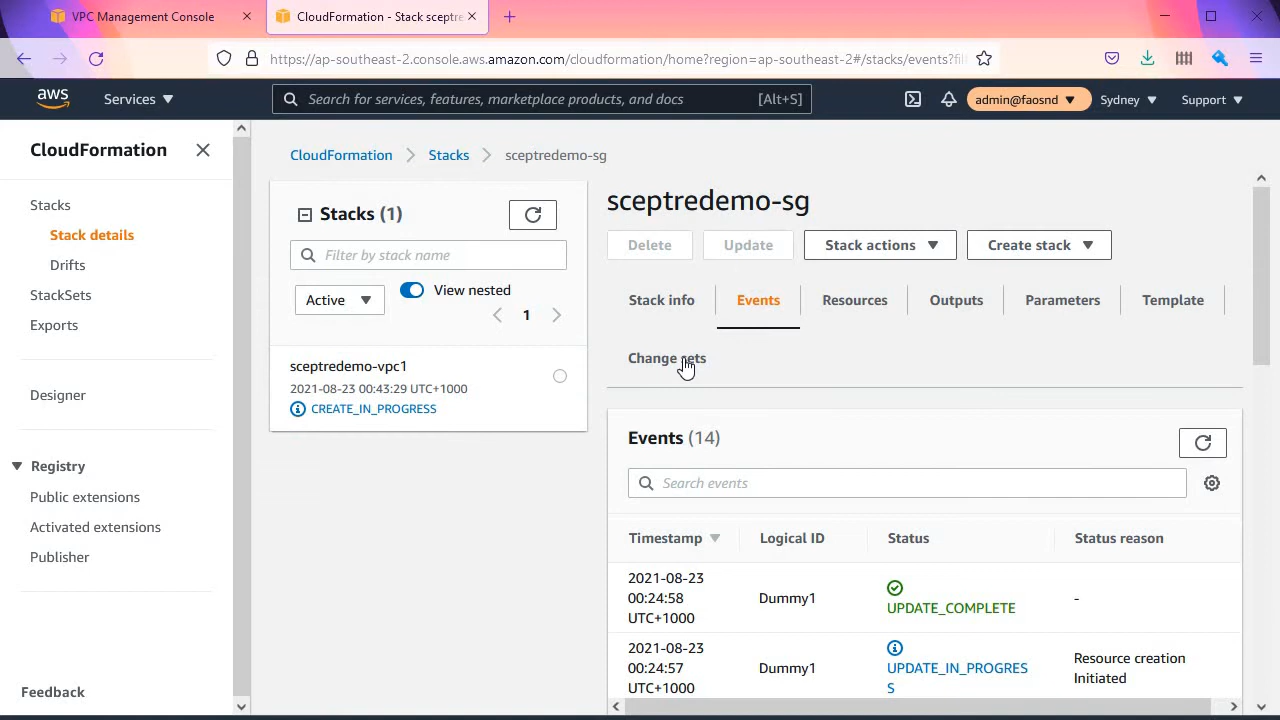 VPC Management Console
CloudFormation - Stack sceptre
https://ap-southeast-2.console.aws.amazon.com/cloudformation/home?region=ap-southeast-2#/stacks/events?fil
aws
Services
Search for services, features, marketplace products, and docs
[Alt+S]
admin@faosnd
Sydney
Support
CloudFormation
Stacks
Stack details
Drifts
StackSets
Exports
Designer
Registry
Public extensions
Activated extensions
Publisher
Feedback
CloudFormation
Stacks
sceptredemo-sg
Stacks (1)
Filter by stack name
Active
View nested
1
sceptredemo-vpc1
2021-08-23 00:43:29 UTC+1000
CREATE_IN_PROGRESS
sceptredemo-sg
Delete
Update
Stack actions
Create stack
Stack info
Events
Resources
Outputs
Parameters
Template
Change sets
Events (14)
Search events
Timestamp
Logical ID
Status
Status reason
2021-08-23
00:24:58
UTC+1000
Dummy1
UPDATE_COMPLETE
-
2021-08-23
00:24:57
UTC+1000
Dummy1
UPDATE_IN_PROGRES
S
Resource creation
Initiated